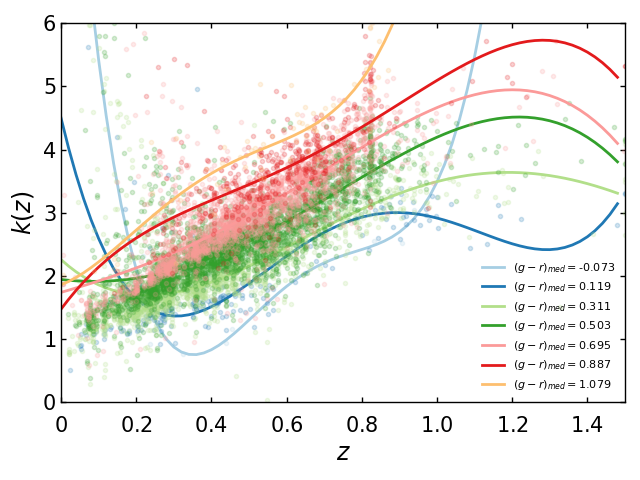 6
5
4
3
2
1
0
k(z)
0 0.2 0.4 0.6 0.8 1.0 1.2 1.4
z
(g − r)med = -0.073
(g − r)med = 0.119
(g − r)med = 0.311
(g − r)med = 0.503
(g − r)med = 0.695
(g − r)med = 0.887
(g − r)med = 1.079